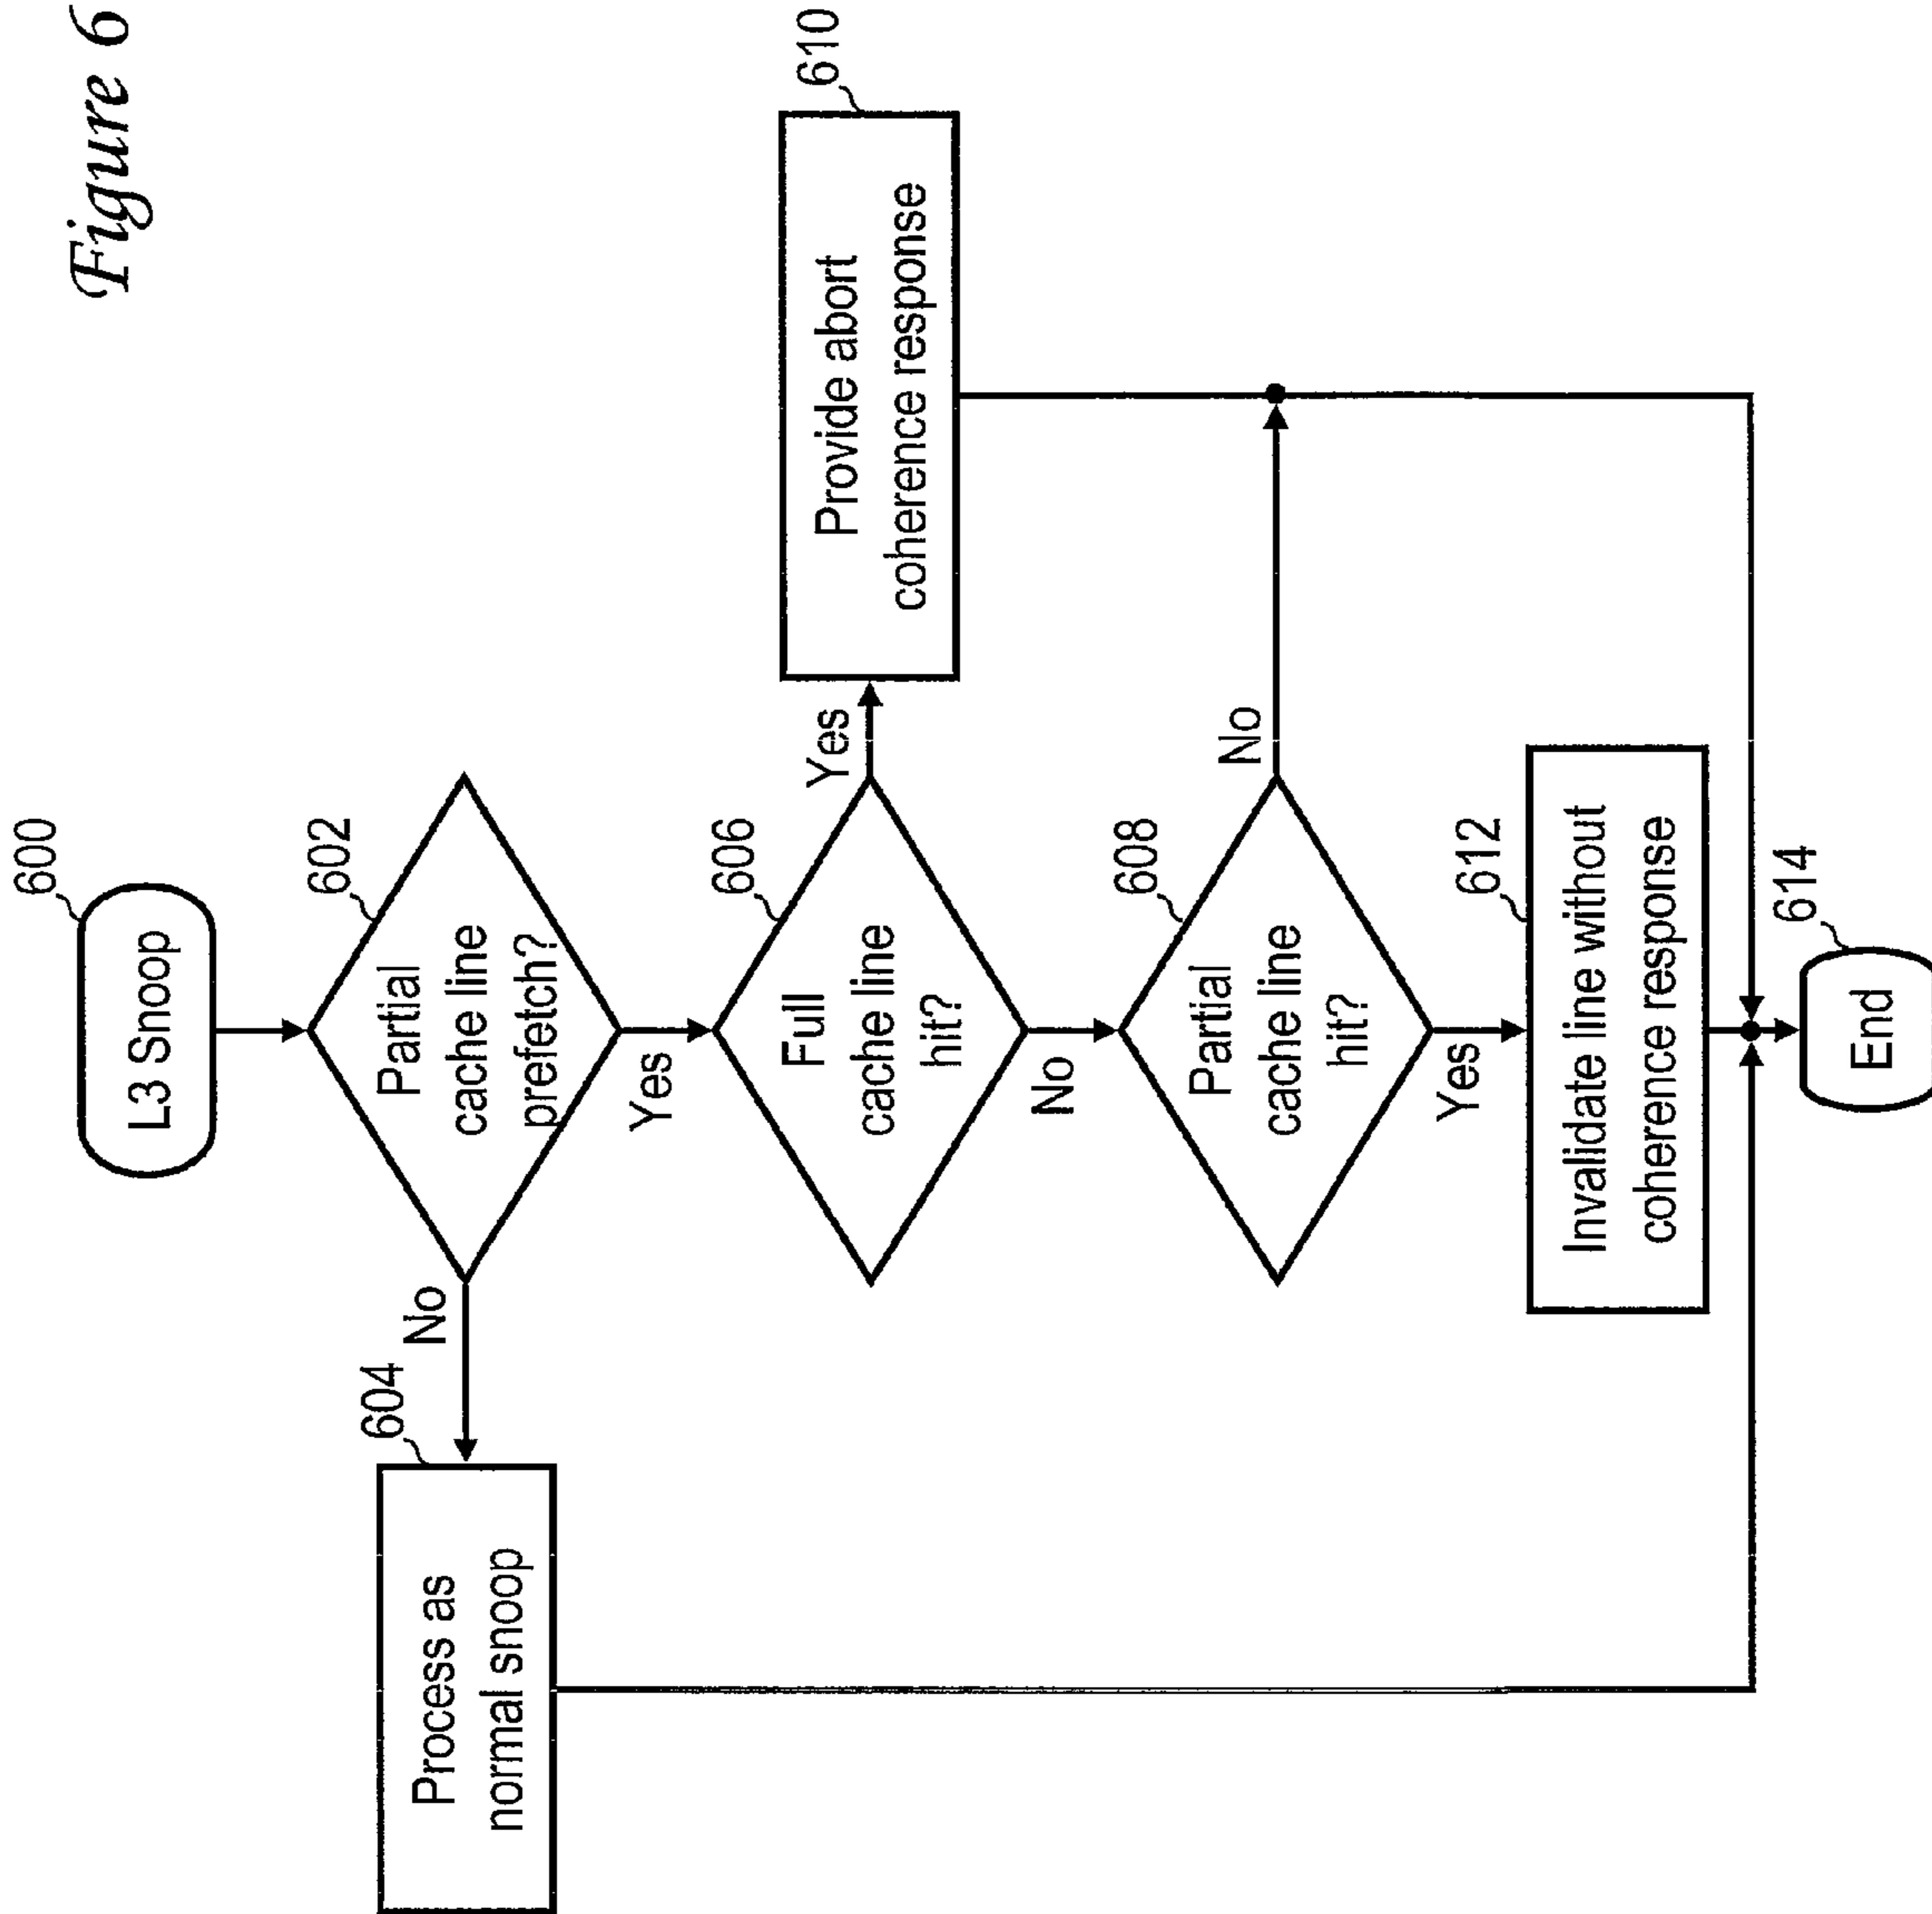 Figure 6
600
L3 Snoop
602
Partial
cache line
prefetch?
No
604
Process as
normal snoop
Yes
606
Full
cache line
hit?
Yes
610
Provide abort
coherence response
No
608
Partial
cache line
hit?
No
Yes
612
Invalidate line without
coherence response
614
End